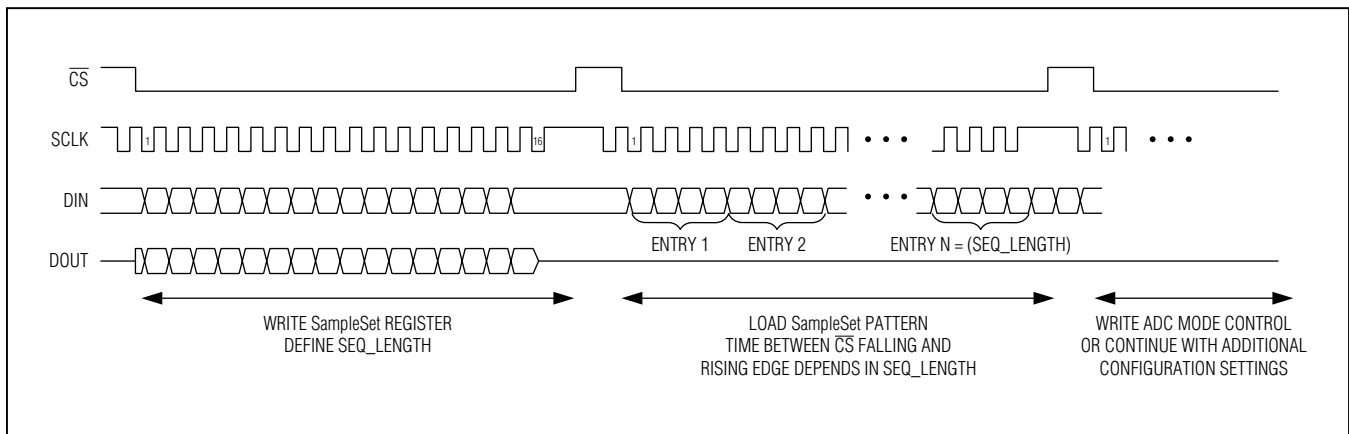 CS
SCLK
1
16
1
1
DIN
ENTRY 1
ENTRY 2
ENTRY N = (SEQ_LENGTH)
DOUT
WRITE SampleSet REGISTER
DEFINE SEQ_LENGTH
LOAD SampleSet PATTERN
TIME BETWEEN CS FALLING AND
RISING EDGE DEPENDS IN SEQ_LENGTH
WRITE ADC MODE CONTROL
OR CONTINUE WITH ADDITIONAL
CONFIGURATION SETTINGS